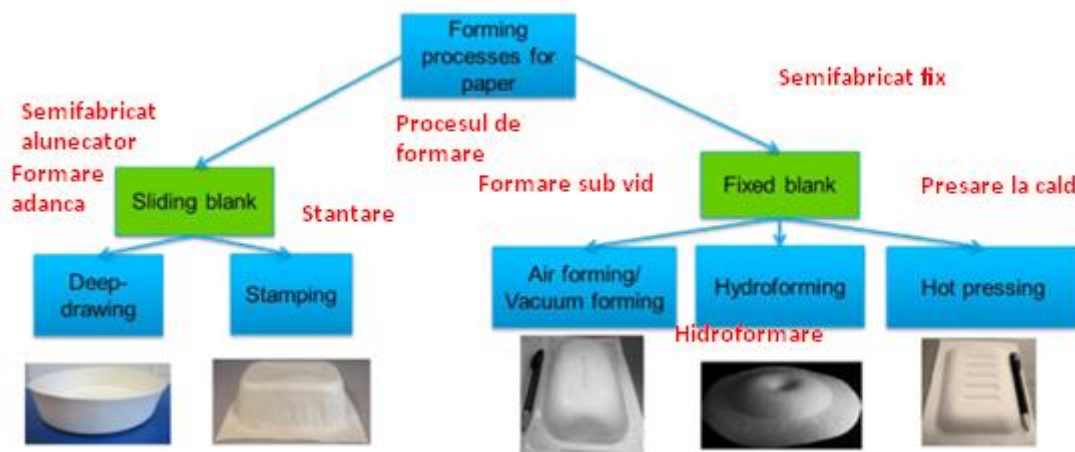 Forming
processes for
paper
Semifabricat fix
Semifabricat
alunecator
Procesul de
formare
Formare
adanca
Sliding blank
Stantare
Formare sub vid
Fixed blank
Presare la cald
Deep-
drawing
Stamping
Air forming/
Vacuum forming
Hydroforming
Hot pressing
Hidroformare